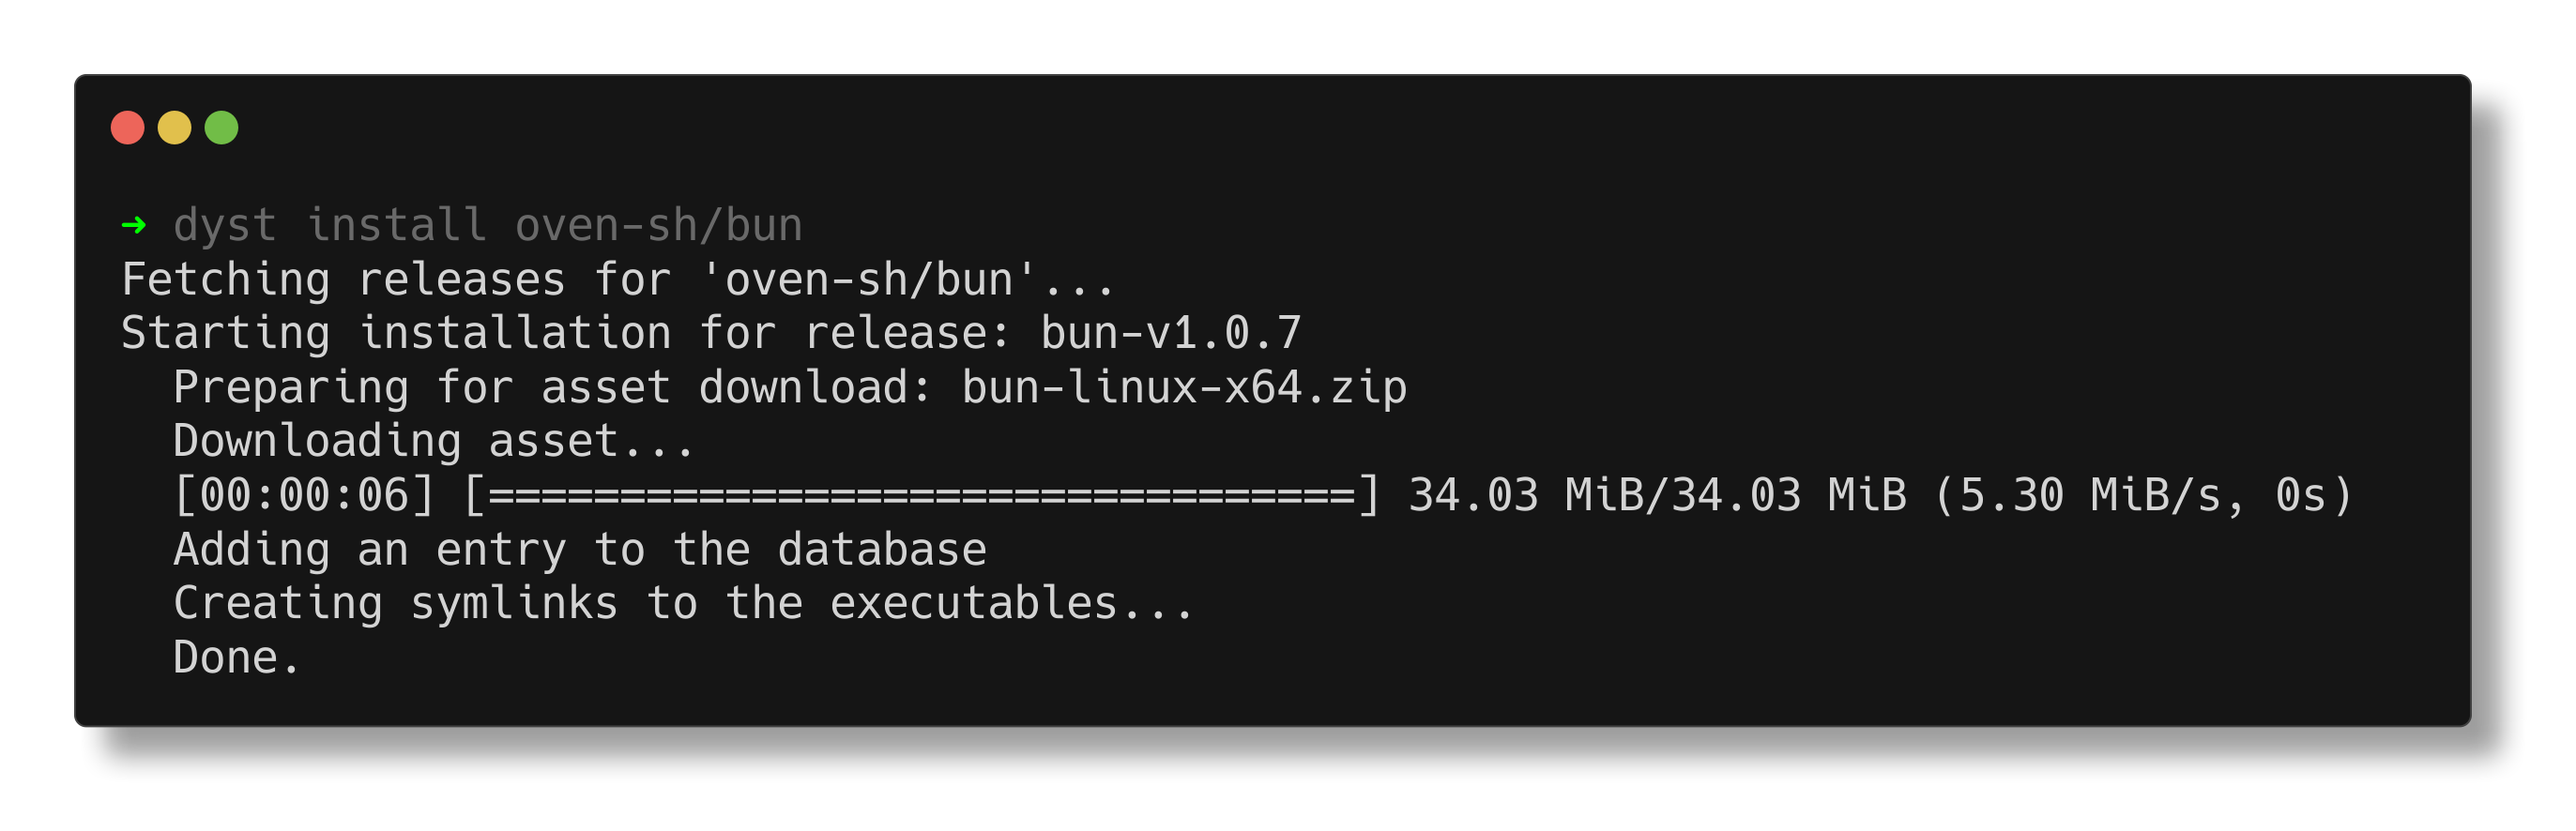 ➜ dyst install oven-sh/bun
Fetching releases for 'oven-sh/bun'...
Starting installation for release: bun-v1.0.7
  Preparing for asset download: bun-linux-x64.zip
  Downloading asset...
  [00:00:06] [=================================] 34.03 MiB/34.03 MiB (5.30 MiB/s, 0s)
  Adding an entry to the database
  Creating symlinks to the executables...
  Done.